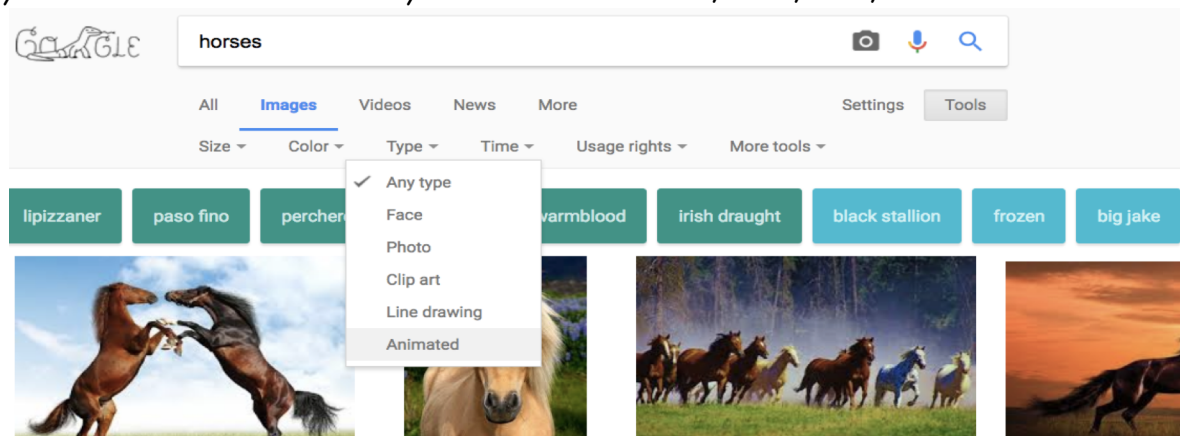 GOOGLE
horses
All Images Videos News More Settings Tools
Size Color Type Time Usage rights More tools
Any type
Face
Photo
Clip art
Line drawing
Animated
lipizzaner paso fino irish draught black stallion frozen big jake